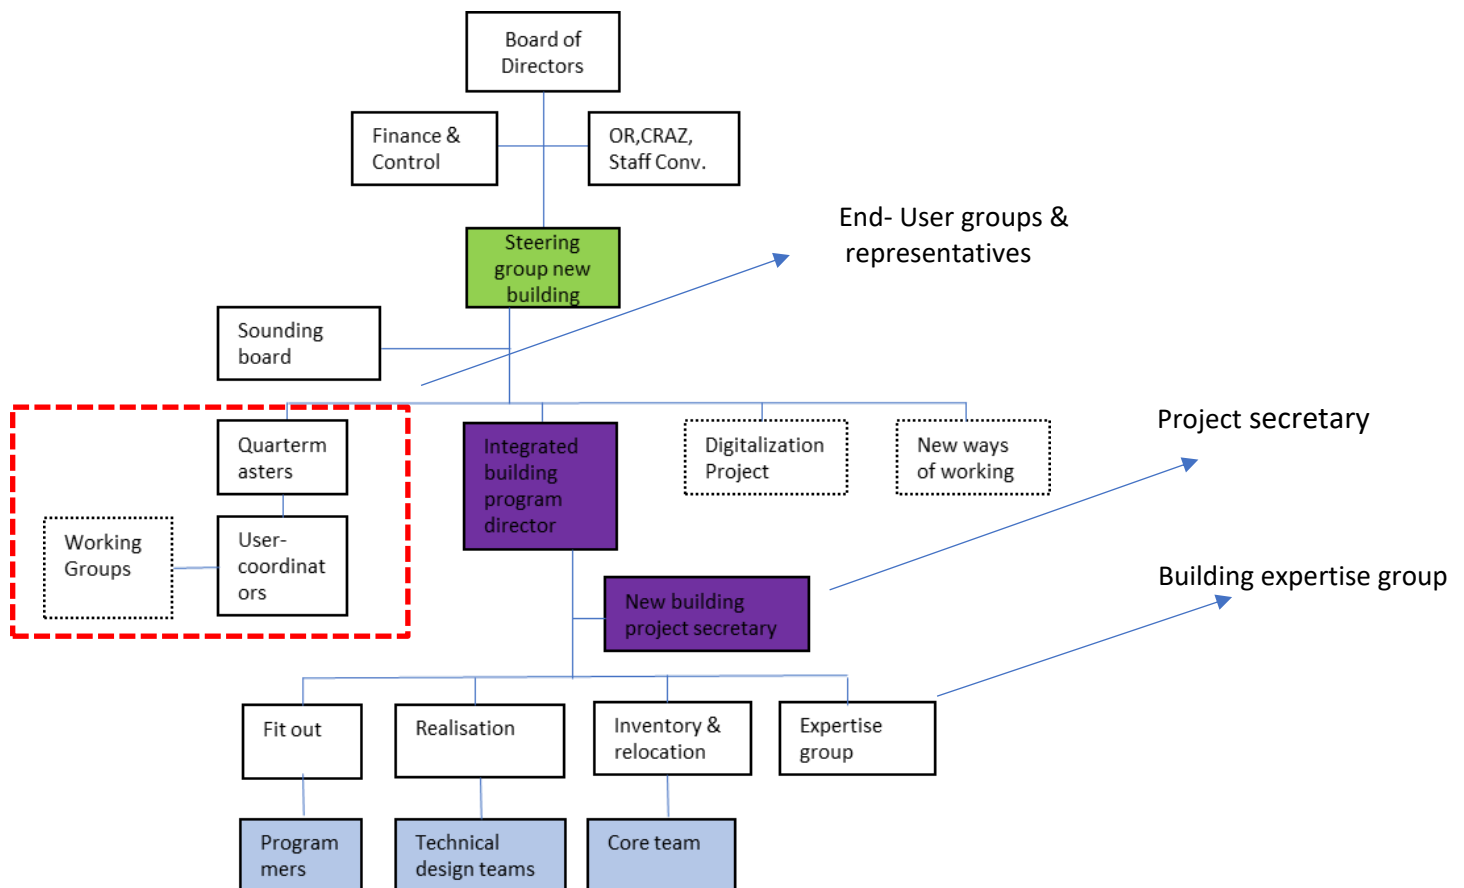 Board of
Directors
Finance &
Control
OR,CRAZ,
Staff Conv.
End- User groups &
representatives
Steering
group new
building
Sounding
board
Project secretary
Quarterm
asters
Integrated
building
program
director
Digitalization
Project
New ways
of working
Working
Groups
User-
coordinat
ors
Building expertise group
New building
project secretary
Fit out
Realisation
Inventory &
relocation
Expertise
group
Program
mers
Technical
design teams
Core team